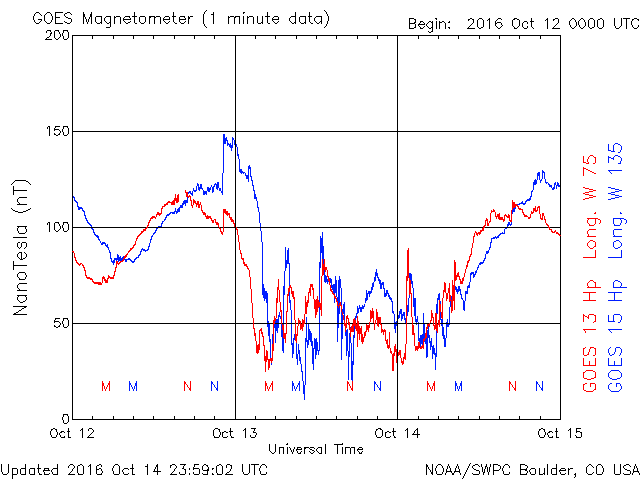 GOES Magnetometer (1 minute data)
Begin: 2016 Oct 12 0000 UTC
200
150
100
50
0
NanoTesla (nT)
M M N N M M N N M M N N
Oct 12 Oct 13 Oct 14 Oct 15
Universal Time
GOES 13 Hp Long. W 75
GOES 15 Hp Long. W 135
Updated 2016 Oct 14 23:59:02 UTC
NOAA/SWPC Boulder, CO USA